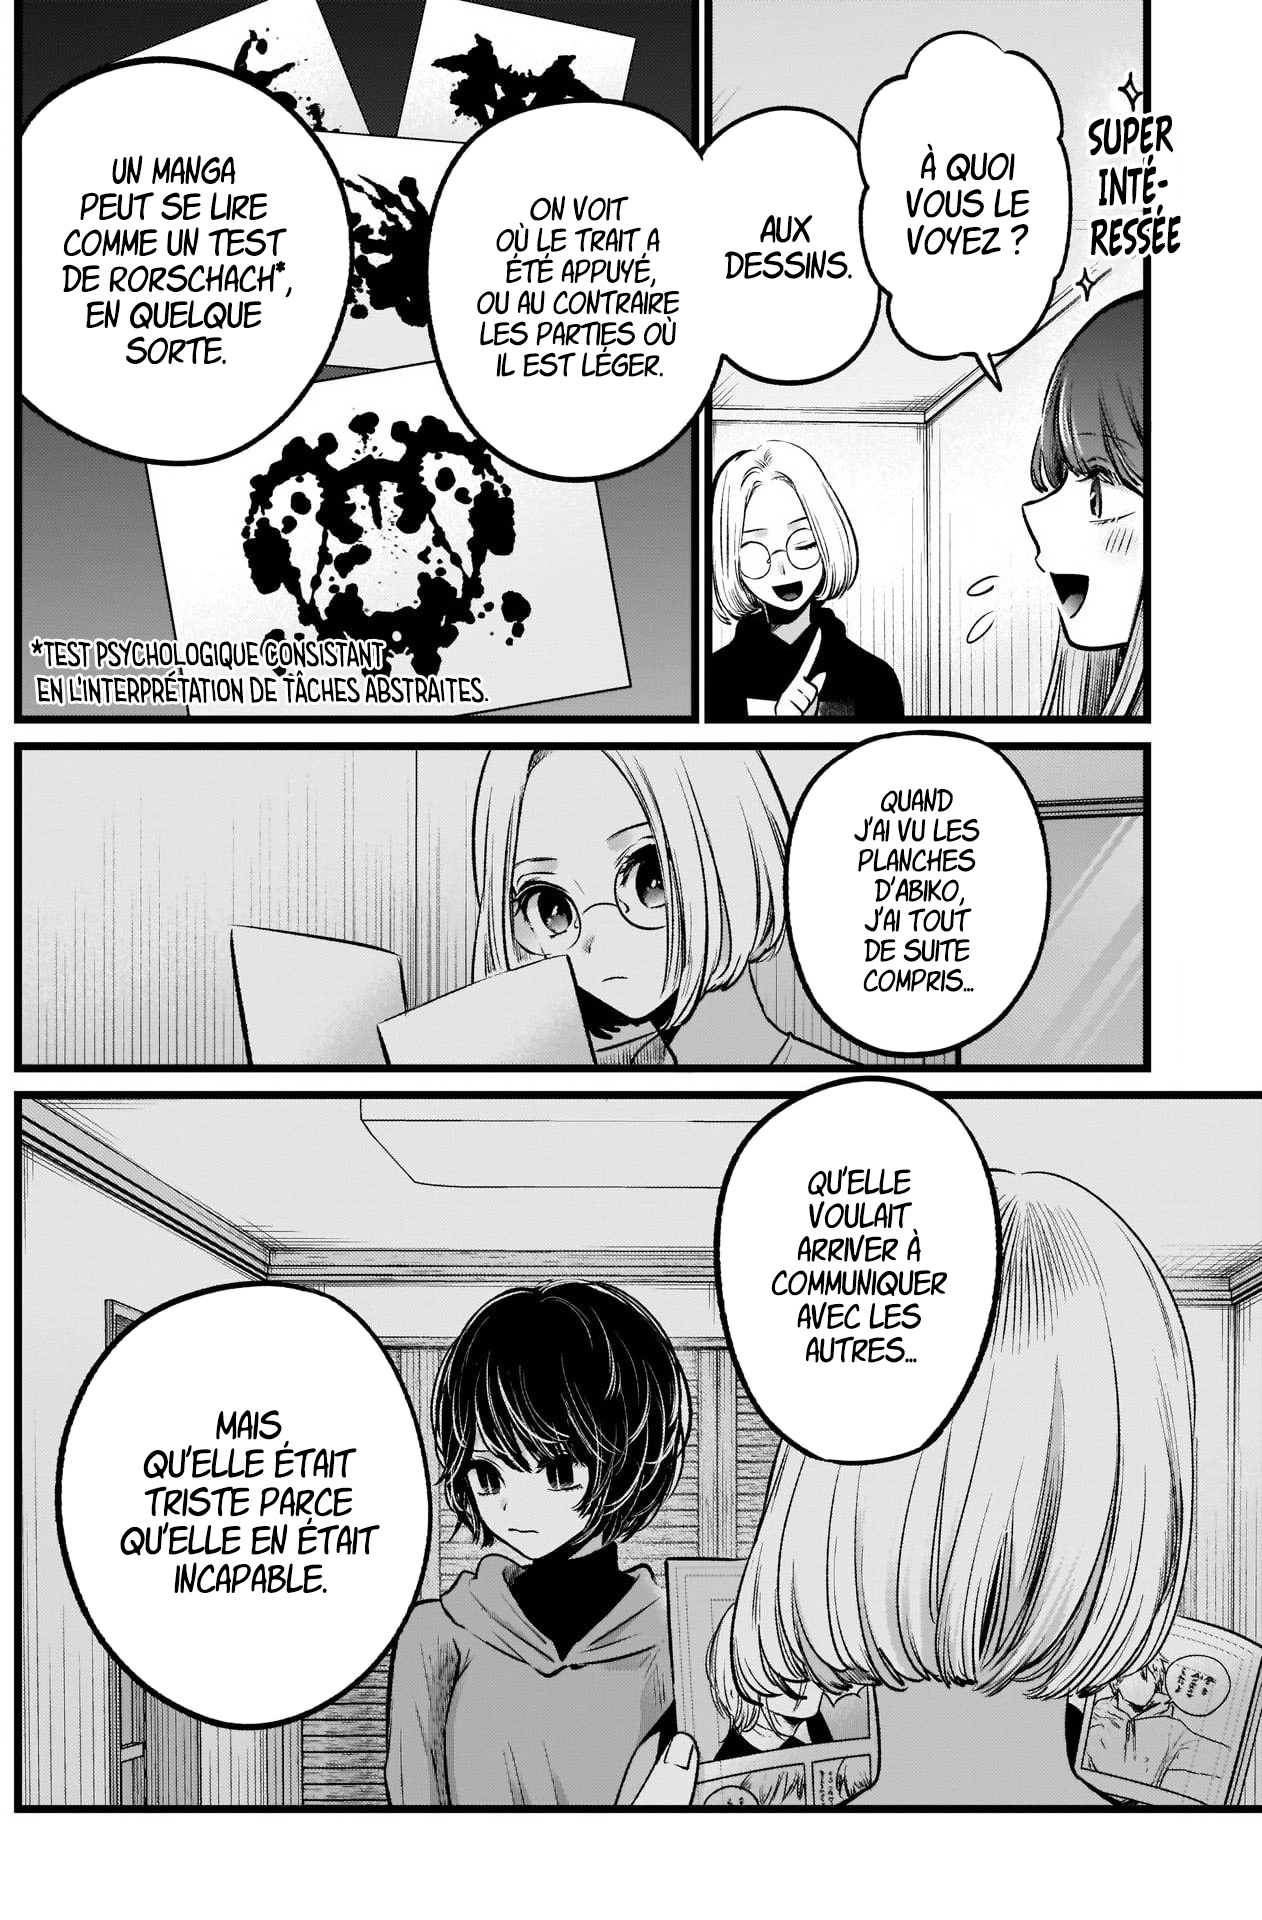 SUPER
INTÉ-
RESSÉE
À QUOI
VOUS LE
VOYEZ ?
AUX
DESSINS.
ON VOIT
OÙ LE TRAIT A
ÉTÉ APPUYÉ,
OU AU CONTRAIRE
LES PARTIES OÙ
IL EST LÉGER.
UN MANGA
PEUT SE LIRE
COMME UN TEST
DE RORSCHACH*,
EN QUELQUE
SORTE.
*TEST PSYCHOLOGIQUE CONSISTANT
EN L'INTERPRÉTATION DE TÂCHES ABSTRAITES.
QUAND
J'AI VU LES
PLANCHES
D'ABIKO,
J'AI TOUT
DE SUITE
COMPRIS...
QU'ELLE
VOULAIT
ARRIVER À
COMMUNIQUER
AVEC LES
AUTRES...
MAIS
QU'ELLE ÉTAIT
TRISTE PARCE
QU'ELLE EN ÉTAIT
INCAPABLE.